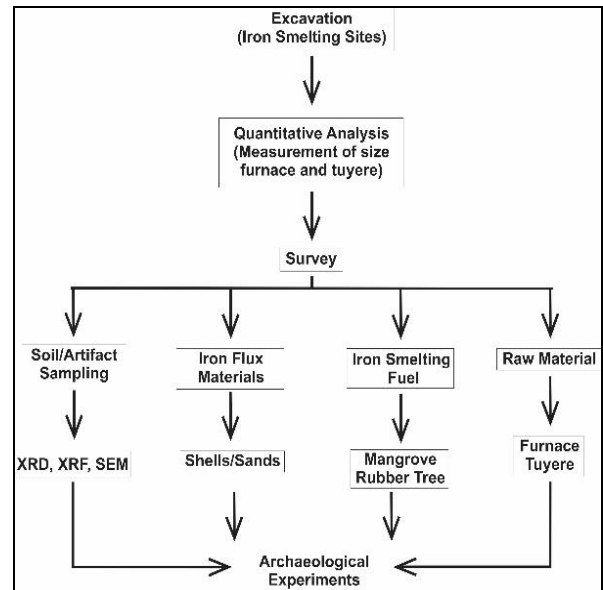 Excavation
(Iron Smelting Sites)
Quantitative Analysis
(Measurement of size
furnace and tuyere)
Survey
Soil/Artifact
Sampling
Iron Flux
Materials
Iron Smelting
Fuel
Raw Material
XRD, XRF, SEM
Shells/Sands
Mangrove
Rubber Tree
Furnace
Tuyere
Archaeological
Experiments